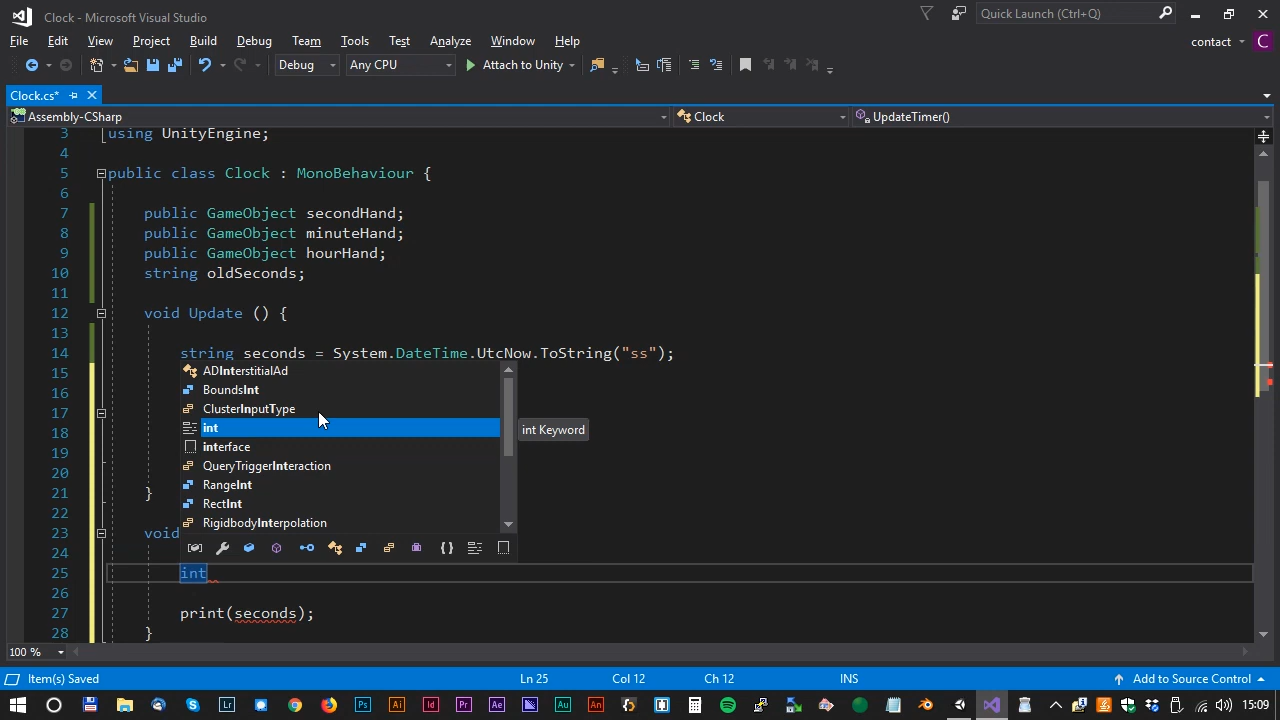 Clock - Microsoft Visual Studio
Quick Launch (Ctrl+Q)
File Edit View Project Build Debug Team Tools Test Analyze Window Help
contact C
Debug Any CPU Attach to Unity
Clock.cs*
Assembly-CSharp Clock UpdateTimer()
3 using UnityEngine;
4
5 public class Clock : MonoBehaviour {
6
7 public GameObject secondHand;
8 public GameObject minuteHand;
9 public GameObject hourHand;
10 string oldSeconds;
11
12 void Update () {
13
14 string seconds = System.DateTime.UtcNow.ToString("ss");
15 ADInterstitialAd
16 BoundsInt
17 ClusterInputType
18 int int Keyword
19 interface
20 QueryTriggerInteraction
21 } RangeInt
22 RectInt
23 void RigidbodyInterpolation
24
25 int
26
27 print(seconds);
28 }
100 %
Item(s) Saved Ln 25 Col 12 Ch 12 INS Add to Source Control
15:09